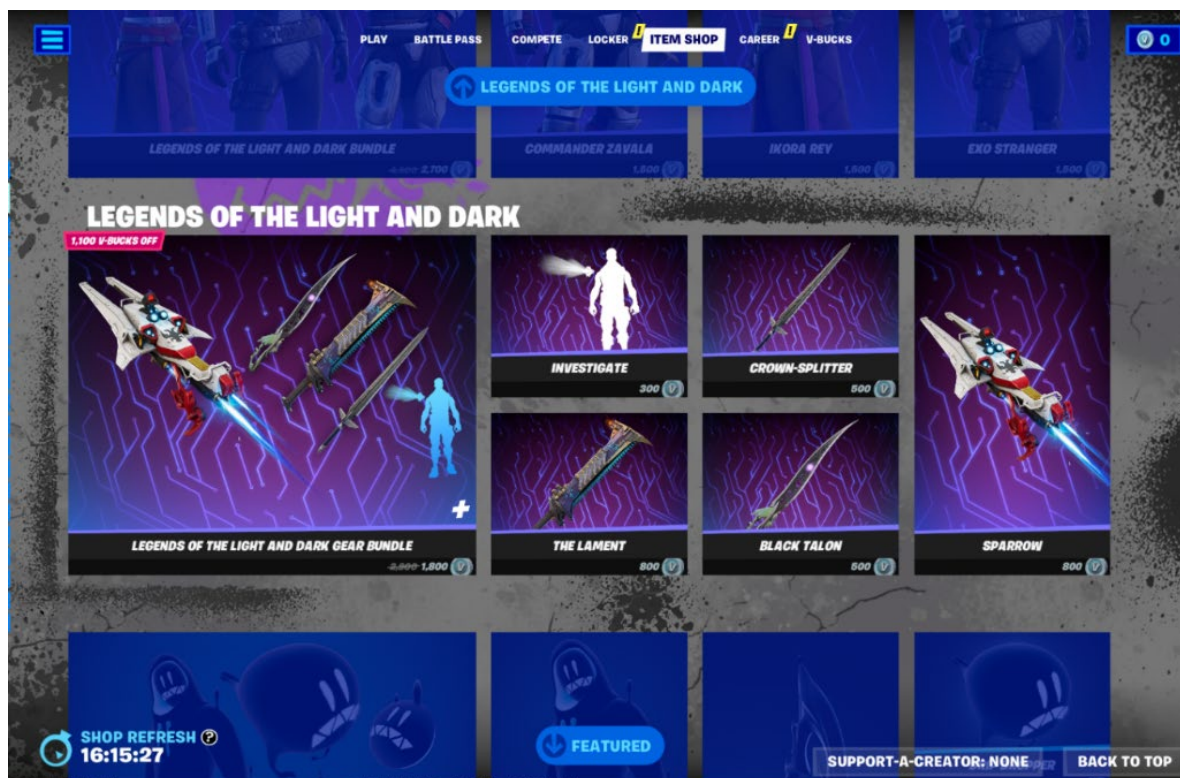 PLAY BATTLE PASS COMPETE LOCKER ! ITEM SHOP CAREER ! V-BUCKS 0
LEGENDS OF THE LIGHT AND DARK
LEGENDS OF THE LIGHT AND DARK BUNDLE COMMANDER ZAVALA IKORA REY EXO STRANGER
2,700 1,500 1,500 1,500
LEGENDS OF THE LIGHT AND DARK
1,100 V-BUCKS OFF
INVESTIGATE CROWN-SPLITTER
300 500
LEGENDS OF THE LIGHT AND DARK GEAR BUNDLE THE LAMENT BLACK TALON SPARROW
2,900 1,800 800 500 800
SHOP REFRESH ?
16:15:27
FEATURED
SUPPORT-A-CREATOR: NONE BACK TO TOP